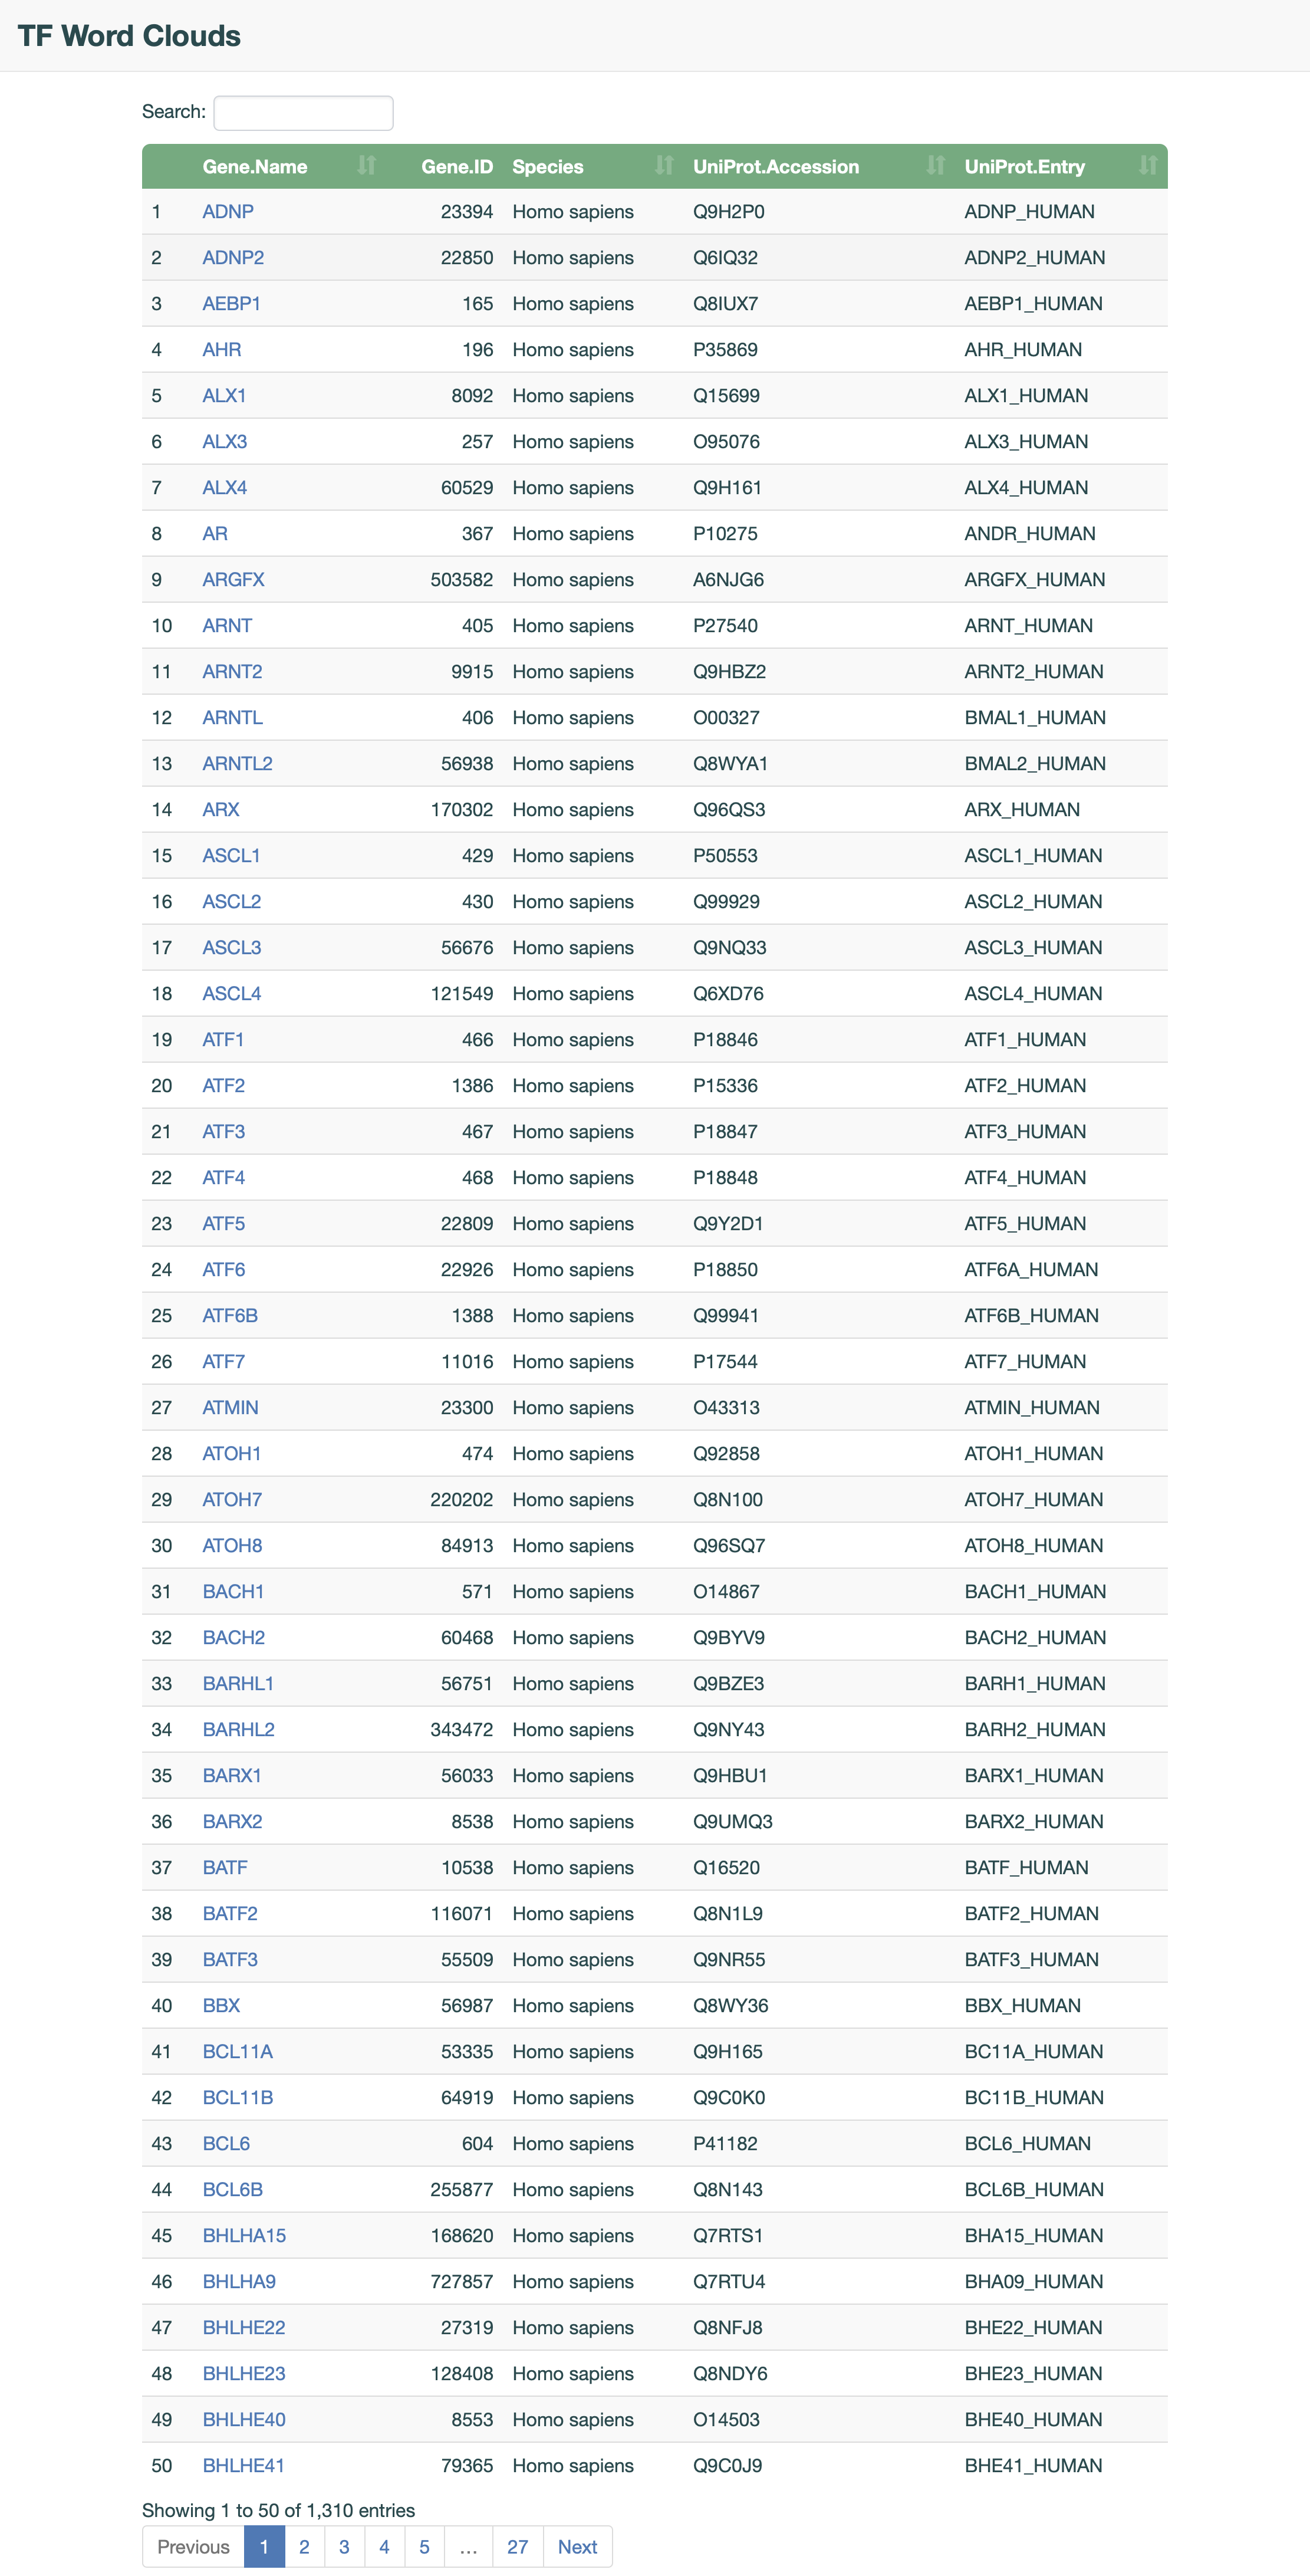 TF Word Clouds
Search:
Gene.Name Gene.ID Species UniProt.Accession UniProt.Entry
1 ADNP 23394 Homo sapiens Q9H2P0 ADNP_HUMAN
2 ADNP2 22850 Homo sapiens Q6IQ32 ADNP2_HUMAN
3 AEBP1 165 Homo sapiens Q8IUX7 AEBP1_HUMAN
4 AHR 196 Homo sapiens P35869 AHR_HUMAN
5 ALX1 8092 Homo sapiens Q15699 ALX1_HUMAN
6 ALX3 257 Homo sapiens O95076 ALX3_HUMAN
7 ALX4 60529 Homo sapiens Q9H161 ALX4_HUMAN
8 AR 367 Homo sapiens P10275 ANDR_HUMAN
9 ARGFX 503582 Homo sapiens A6NJG6 ARGFX_HUMAN
10 ARNT 405 Homo sapiens P27540 ARNT_HUMAN
11 ARNT2 9915 Homo sapiens Q9HBZ2 ARNT2_HUMAN
12 ARNTL 406 Homo sapiens O00327 BMAL1_HUMAN
13 ARNTL2 56938 Homo sapiens Q8WYA1 BMAL2_HUMAN
14 ARX 170302 Homo sapiens Q96QS3 ARX_HUMAN
15 ASCL1 429 Homo sapiens P50553 ASCL1_HUMAN
16 ASCL2 430 Homo sapiens Q99929 ASCL2_HUMAN
17 ASCL3 56676 Homo sapiens Q9NQ33 ASCL3_HUMAN
18 ASCL4 121549 Homo sapiens Q6XD76 ASCL4_HUMAN
19 ATF1 466 Homo sapiens P18846 ATF1_HUMAN
20 ATF2 1386 Homo sapiens P15336 ATF2_HUMAN
21 ATF3 467 Homo sapiens P18847 ATF3_HUMAN
22 ATF4 468 Homo sapiens P18848 ATF4_HUMAN
23 ATF5 22809 Homo sapiens Q9Y2D1 ATF5_HUMAN
24 ATF6 22926 Homo sapiens P18850 ATF6A_HUMAN
25 ATF6B 1388 Homo sapiens Q99941 ATF6B_HUMAN
26 ATF7 11016 Homo sapiens P17544 ATF7_HUMAN
27 ATMIN 23300 Homo sapiens O43313 ATMIN_HUMAN
28 ATOH1 474 Homo sapiens Q92858 ATOH1_HUMAN
29 ATOH7 220202 Homo sapiens Q8N100 ATOH7_HUMAN
30 ATOH8 84913 Homo sapiens Q96SQ7 ATOH8_HUMAN
31 BACH1 571 Homo sapiens O14867 BACH1_HUMAN
32 BACH2 60468 Homo sapiens Q9BYV9 BACH2_HUMAN
33 BARHL1 56751 Homo sapiens Q9BZE3 BARH1_HUMAN
34 BARHL2 343472 Homo sapiens Q9NY43 BARH2_HUMAN
35 BARX1 56033 Homo sapiens Q9HBU1 BARX1_HUMAN
36 BARX2 8538 Homo sapiens Q9UMQ3 BARX2_HUMAN
37 BATF 10538 Homo sapiens Q16520 BATF_HUMAN
38 BATF2 116071 Homo sapiens Q8N1L9 BATF2_HUMAN
39 BATF3 55509 Homo sapiens Q9NR55 BATF3_HUMAN
40 BBX 56987 Homo sapiens Q8WY36 BBX_HUMAN
41 BCL11A 53335 Homo sapiens Q9H165 BC11A_HUMAN
42 BCL11B 64919 Homo sapiens Q9C0K0 BC11B_HUMAN
43 BCL6 604 Homo sapiens P41182 BCL6_HUMAN
44 BCL6B 255877 Homo sapiens Q8N143 BCL6B_HUMAN
45 BHLHA15 168620 Homo sapiens Q7RTS1 BHA15_HUMAN
46 BHLHA9 727857 Homo sapiens Q7RTU4 BHA09_HUMAN
47 BHLHE22 27319 Homo sapiens Q8NFJ8 BHE22_HUMAN
48 BHLHE23 128408 Homo sapiens Q8NDY6 BHE23_HUMAN
49 BHLHE40 8553 Homo sapiens O14503 BHE40_HUMAN
50 BHLHE41 79365 Homo sapiens Q9C0J9 BHE41_HUMAN
Showing 1 to 50 of 1,310 entries
Previous 1 2 3 4 5 … 27 Next